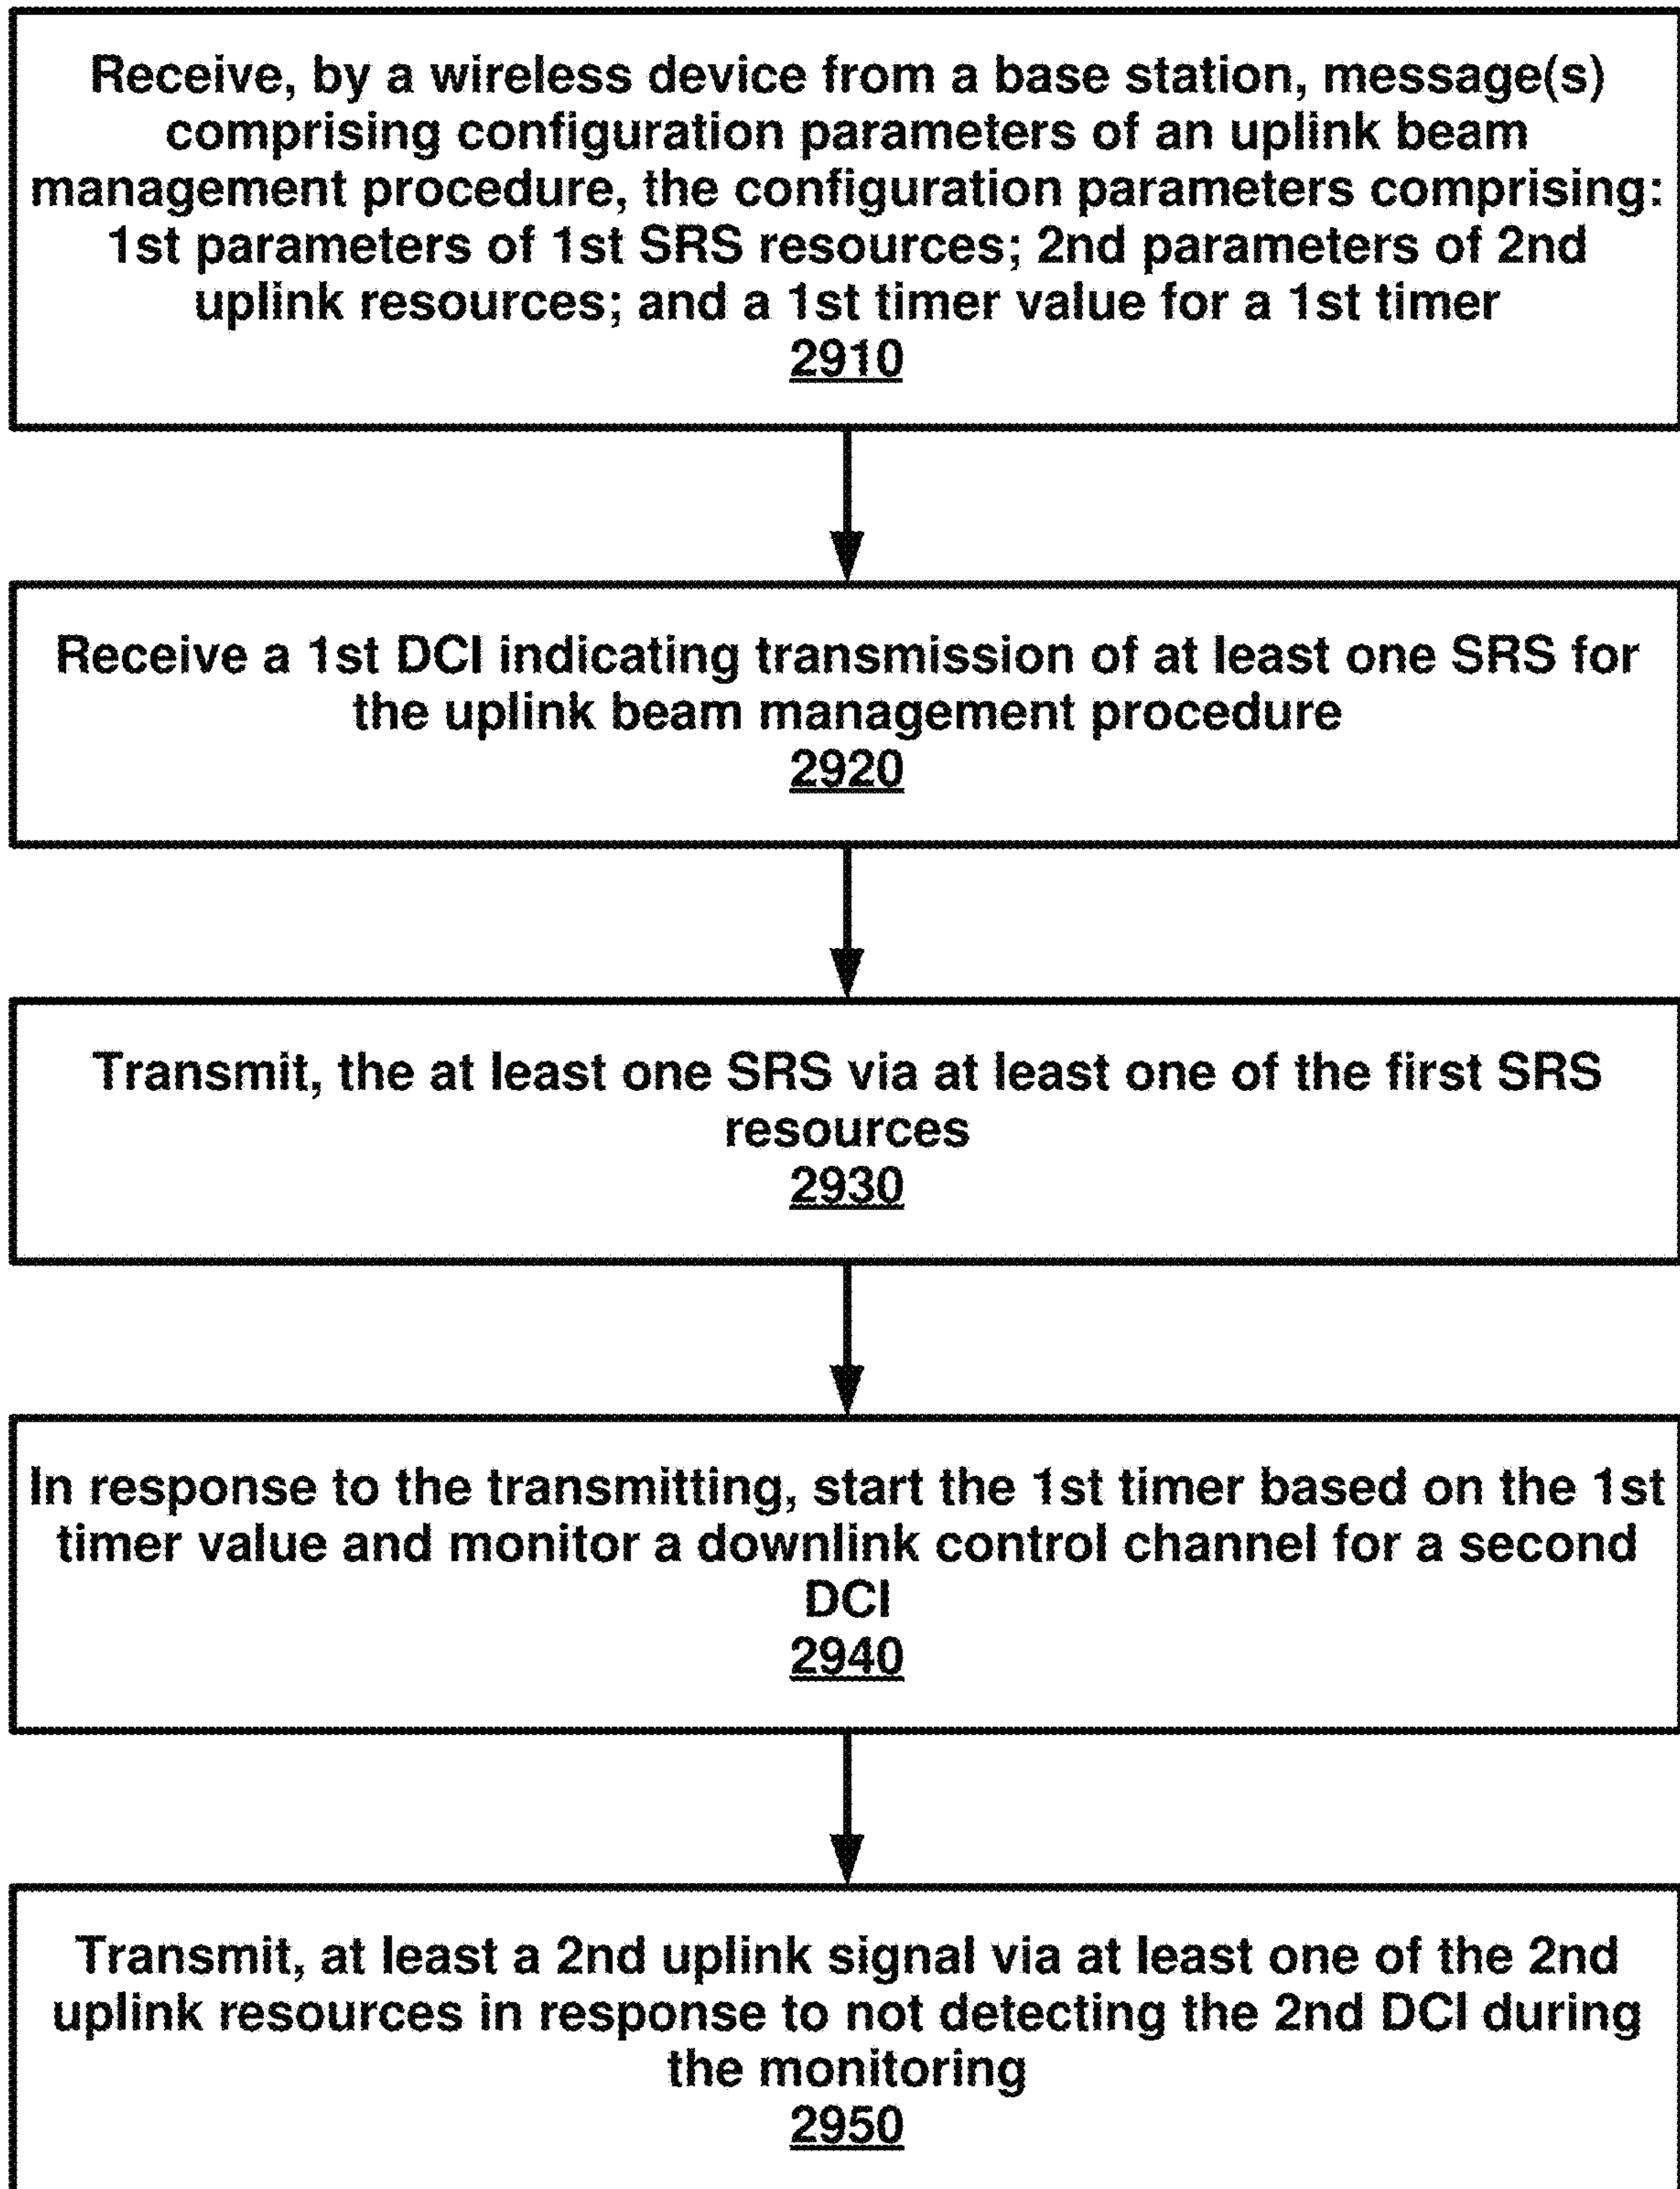 Receive, by a wireless device from a base station, message(s)
comprising configuration parameters of an uplink beam
management procedure, the configuration parameters comprising:
1st parameters of 1st SRS resources; 2nd parameters of 2nd
uplink resources; and a 1st timer value for a 1st timer
2910
Receive a 1st DCI indicating transmission of at least one SRS for
the uplink beam management procedure
2920
Transmit, the at least one SRS via at least one of the first SRS
resources
2930
In response to the transmitting, start the 1st timer based on the 1st
timer value and monitor a downlink control channel for a second
DCI
2940
Transmit, at least a 2nd uplink signal via at least one of the 2nd
uplink resources in response to not detecting the 2nd DCI during
the monitoring
2950